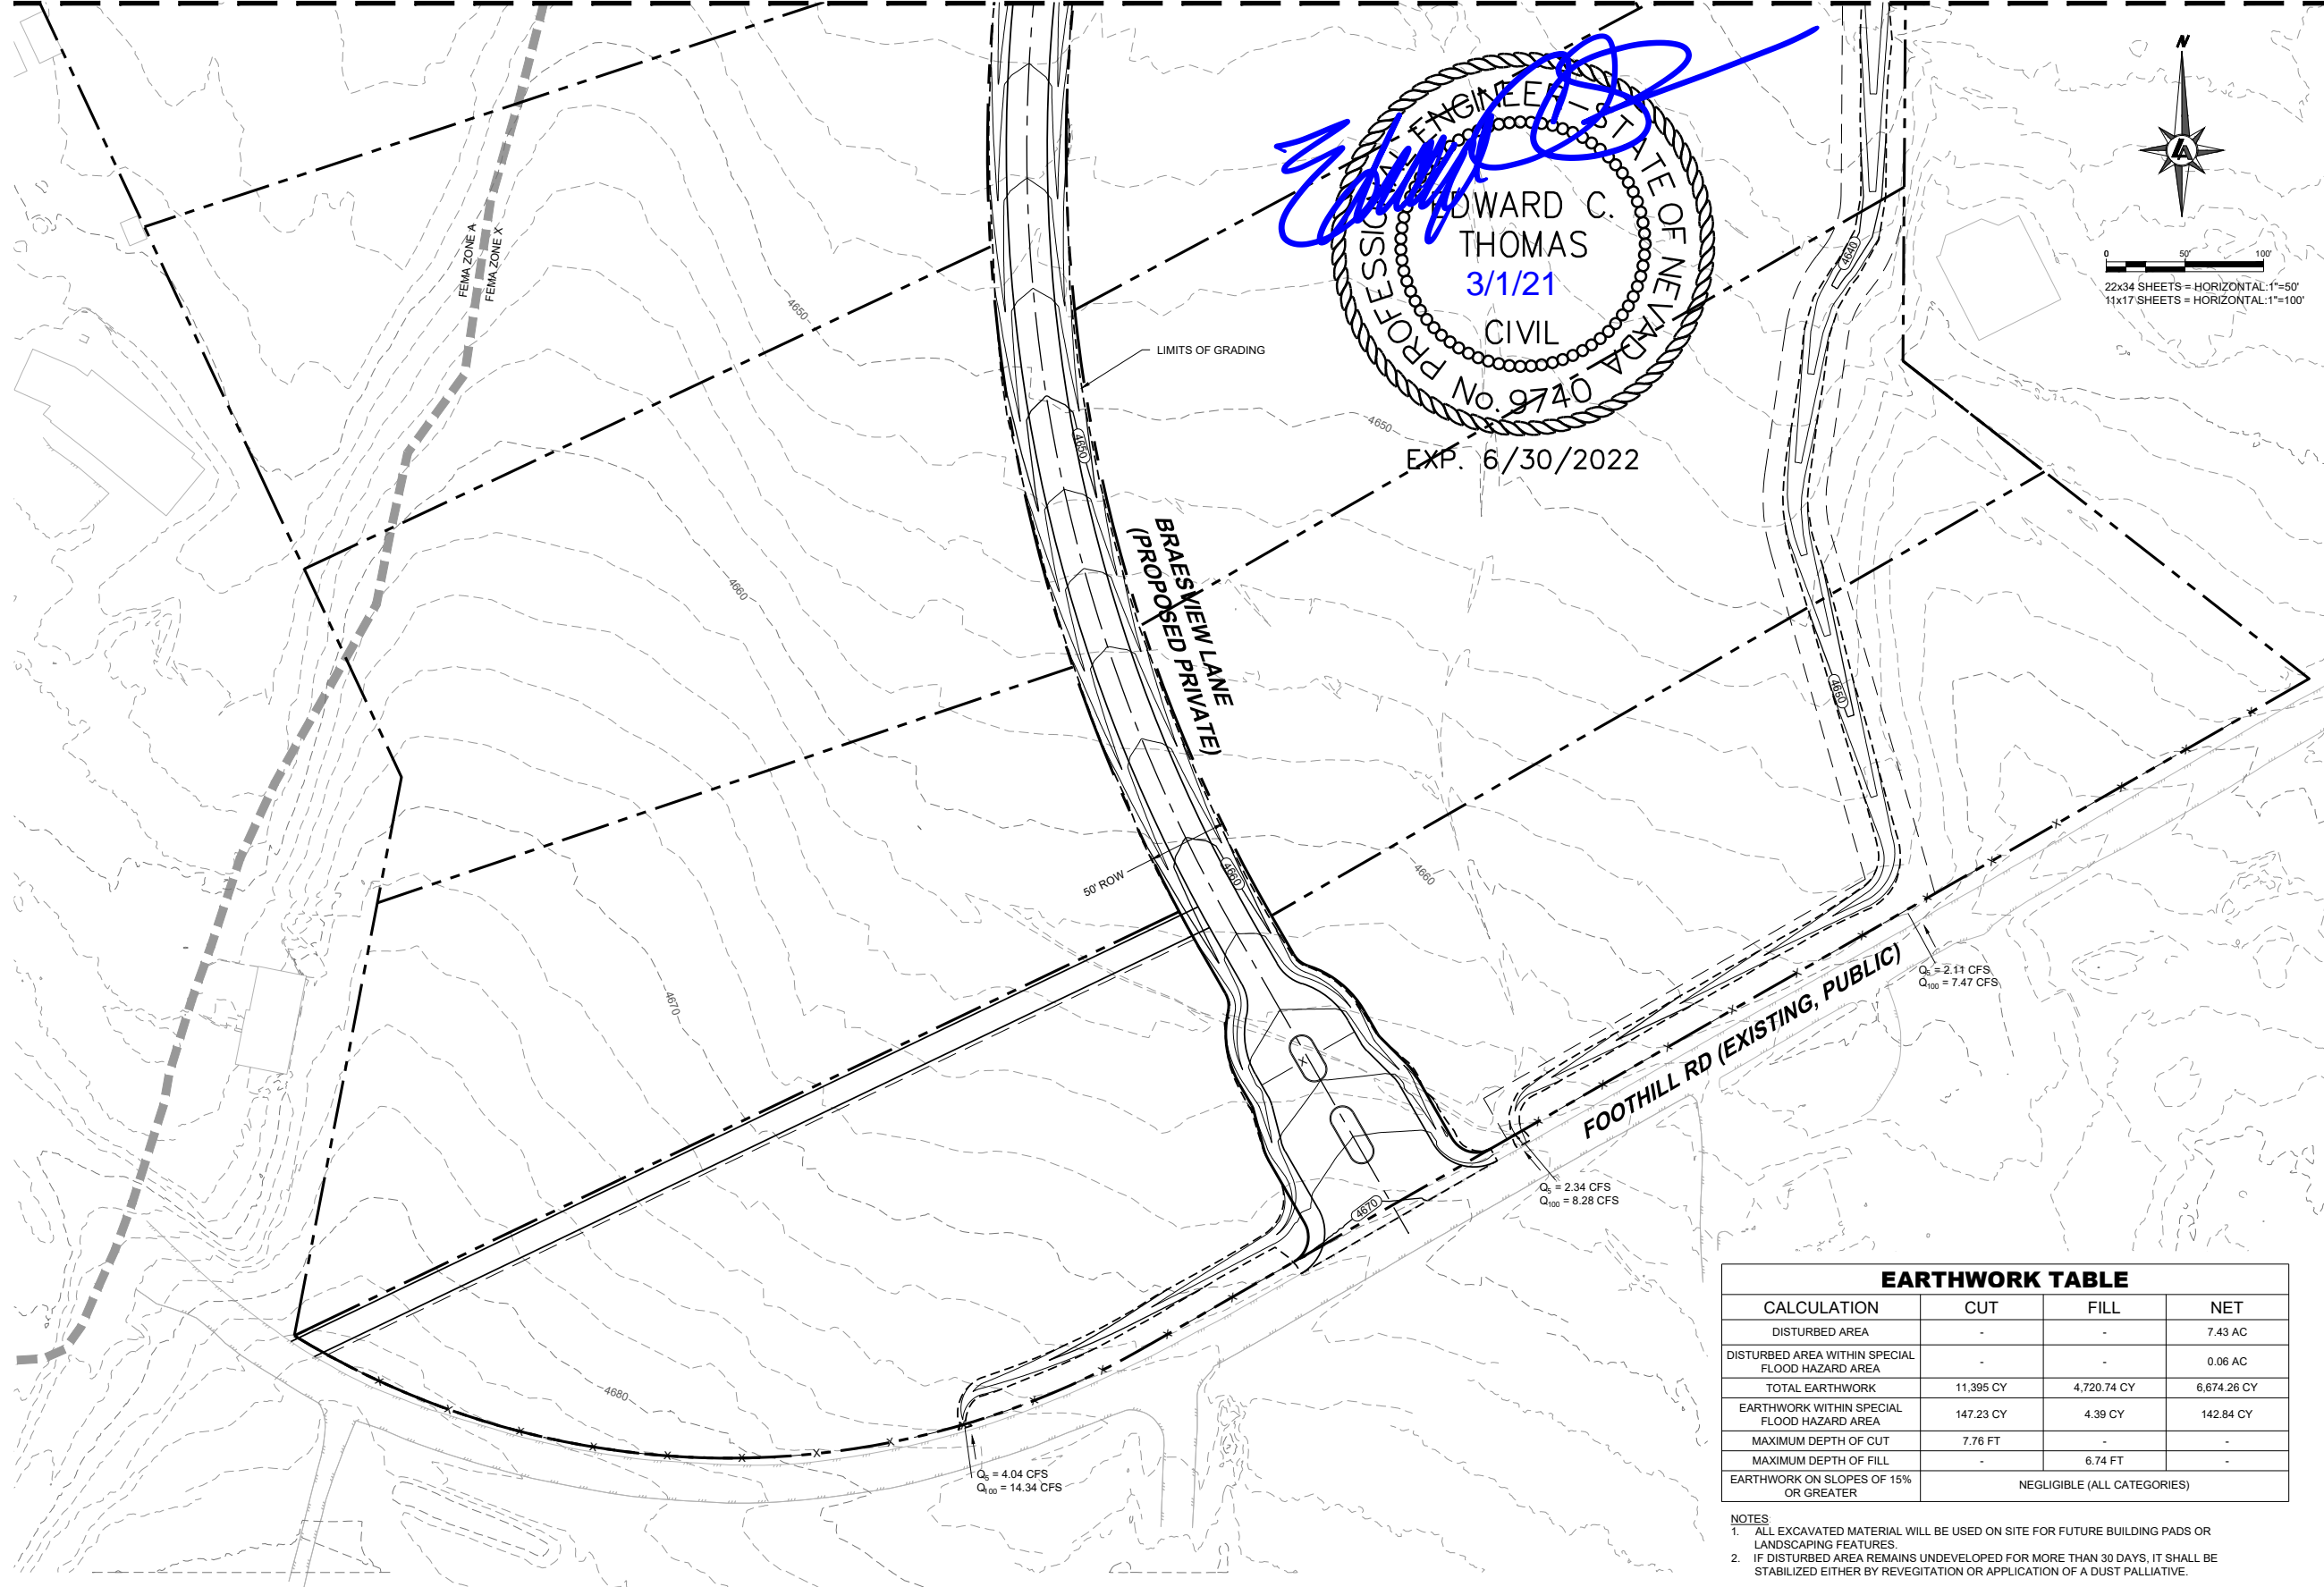 N
LA
0 50' 100'
22x34 SHEETS = HORIZONTAL:1"=50'
11x17 SHEETS = HORIZONTAL:1"=100'
PROFESSIONAL ENGINEER - STATE OF NEVADA
EDWARD C.
THOMAS
3/1/21
CIVIL
No. 9740
EXP. 6/30/2022
FEMA ZONE A
FEMA ZONE X
4650
LIMITS OF GRADING
4640
4650
4650
4660
BRAESVIEW LANE
(PROPOSED PRIVATE)
4650
50' ROW
4660
4660
4670
Q5 = 2.11 CFS
Q100 = 7.47 CFS
FOOTHILL RD (EXISTING, PUBLIC)
Q5 = 2.34 CFS
Q100 = 8.28 CFS
4670
4680
Q5 = 4.04 CFS
Q100 = 14.34 CFS
EARTHWORK TABLE
CALCULATION CUT FILL NET
DISTURBED AREA - - 7.43 AC
DISTURBED AREA WITHIN SPECIAL
FLOOD HAZARD AREA - - 0.06 AC
TOTAL EARTHWORK 11,395 CY 4,720.74 CY 6,674.26 CY
EARTHWORK WITHIN SPECIAL
FLOOD HAZARD AREA 147.23 CY 4.39 CY 142.84 CY
MAXIMUM DEPTH OF CUT 7.76 FT - -
MAXIMUM DEPTH OF FILL - 6.74 FT -
EARTHWORK ON SLOPES OF 15%
OR GREATER NEGLIGIBLE (ALL CATEGORIES)
NOTES
1. ALL EXCAVATED MATERIAL WILL BE USED ON SITE FOR FUTURE BUILDING PADS OR
LANDSCAPING FEATURES.
2. IF DISTURBED AREA REMAINS UNDEVELOPED FOR MORE THAN 30 DAYS, IT SHALL BE
STABILIZED EITHER BY REVEGITATION OR APPLICATION OF A DUST PALLIATIVE.